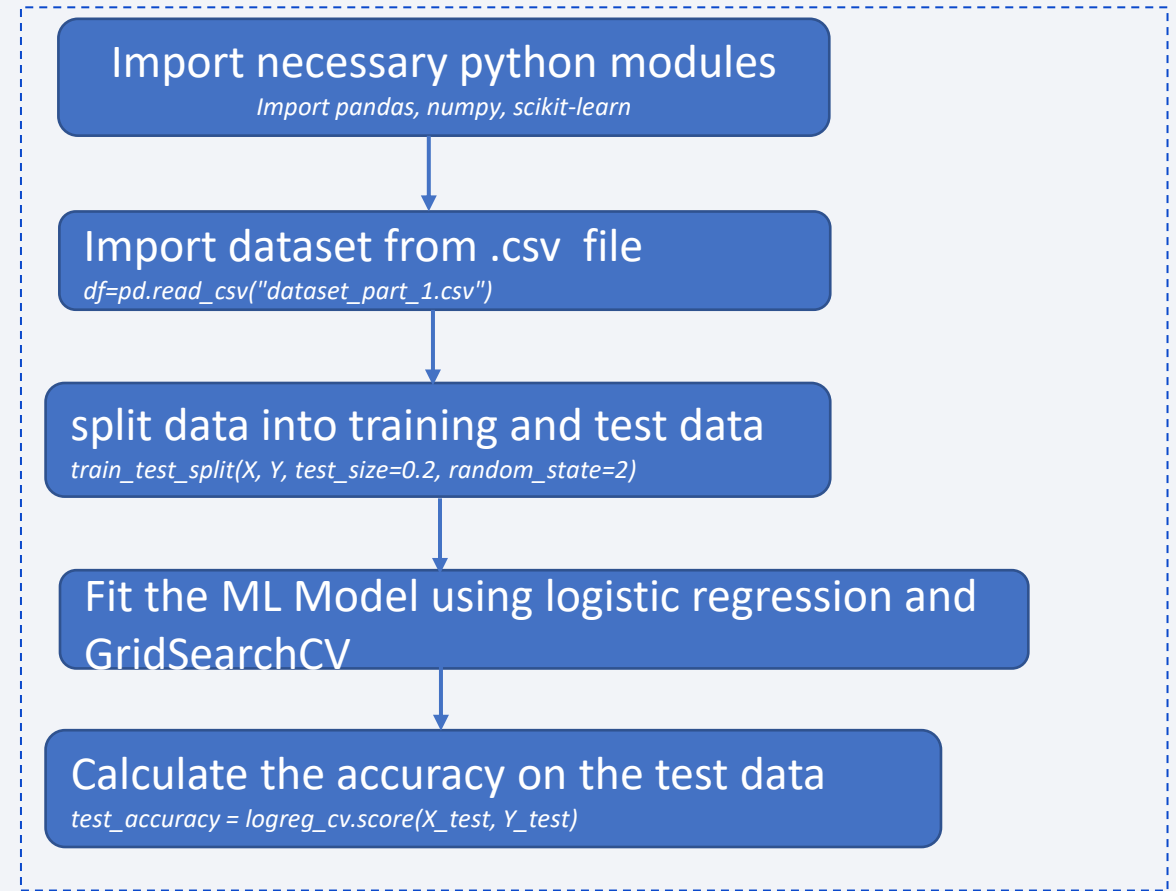 Import necessary python modules
Import pandas, numpy, scikit-learn
Import dataset from .csv  file
df=pd.read_csv("dataset_part_1.csv")
split data into training and test data
train_test_split(X, Y, test_size=0.2, random_state=2)
Fit the ML Model using logistic regression and
GridSearchCV
Calculate the accuracy on the test data
test_accuracy = logreg_cv.score(X_test, Y_test)